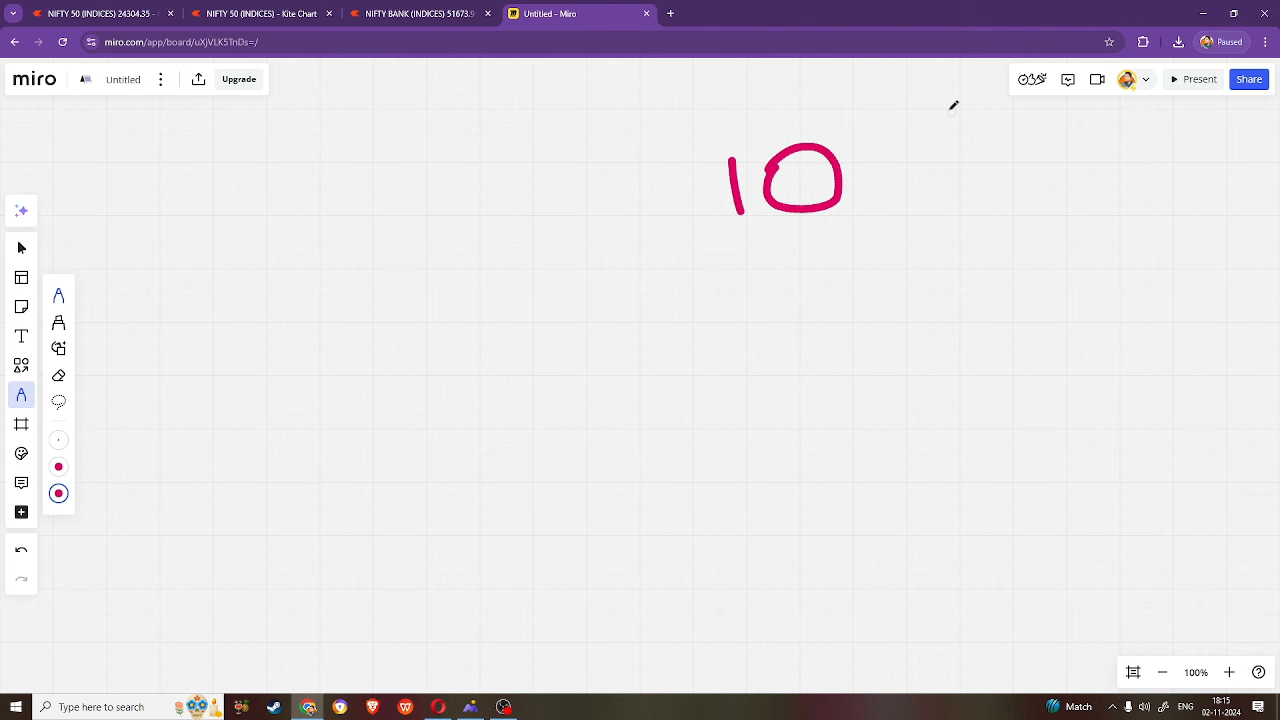 NIFTY 50 (INDICES) 24304.35 -
NIFTY 50 (INDICES) - Kite Chart
NIFTY BANK (INDICES) 51673.9
Untitled - Miro
miro.com/app/board/uXjVLK5TnDs=/
Paused
miro
Untitled
Upgrade
Present
Share
10
100%
Type here to search
Match
ENG
18:15
02-11-2024